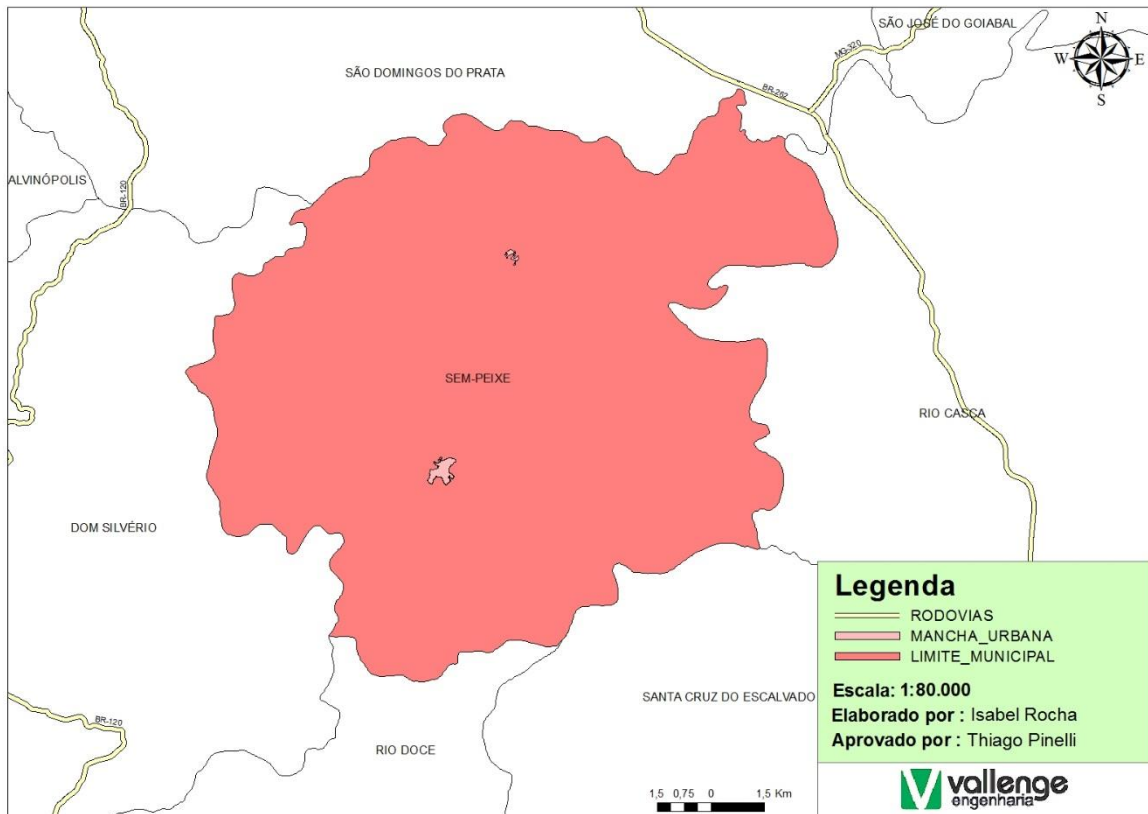 SÃO JOSÉ DO GOIABAL
N
W E
S
MG-320
SÃO DOMINGOS DO PRATA
BR-262
ALVINÓPOLIS
BR-120
SEM-PEIXE
RIO CASCA
DOM SILVÉRIO
SANTA CRUZ DO ESCALVADO
BR-120
RIO DOCE
Legenda
RODOVIAS
MANCHA_URBANA
LIMITE_MUNICIPAL
Escala: 1:80.000
Elaborado por : Isabel Rocha
Aprovado por : Thiago Pinelli
1,5 0,75 0 1,5 Km
vallenge
engenharia